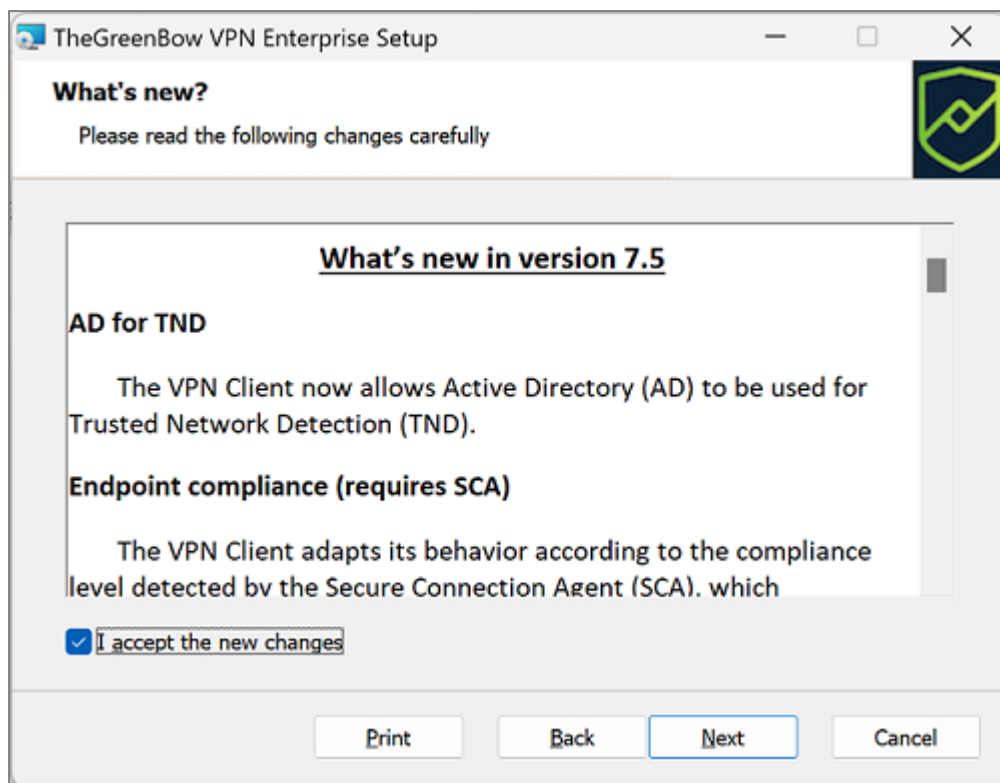 TheGreenBow VPN Enterprise Setup
What's new?
Please read the following changes carefully
What's new in version 7.5
AD for TND
The VPN Client now allows Active Directory (AD) to be used for
Trusted Network Detection (TND).
Endpoint compliance (requires SCA)
The VPN Client adapts its behavior according to the compliance
level detected by the Secure Connection Agent (SCA), which
I accept the new changes
Print Back Next Cancel